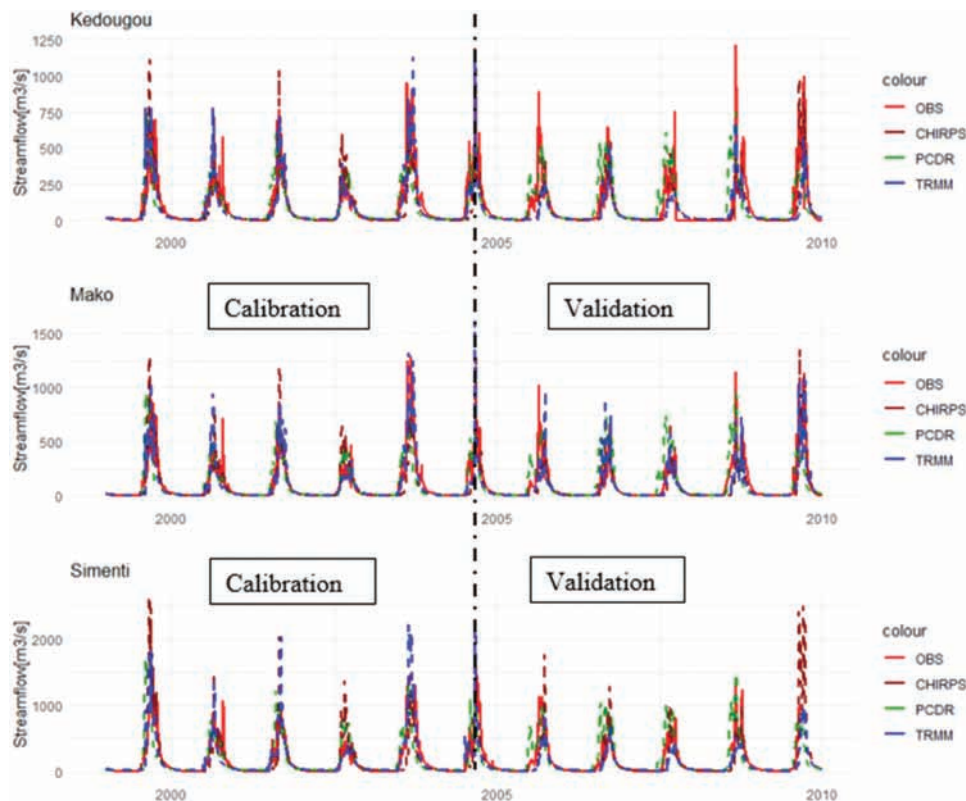 Kedougou
1250
1000
750
500
250
0
Streamflow[m3/s]
2000
2005
2010
colour
OBS
CHIRPS
PCDR
TRMM
Mako
Calibration
Validation
1500
1000
500
0
Streamflow[m3/s]
2000
2005
2010
colour
OBS
CHIRPS
PCDR
TRMM
Simenti
Calibration
Validation
2000
1000
0
Streamflow[m3/s]
2000
2005
2010
colour
OBS
CHIRPS
PCDR
TRMM